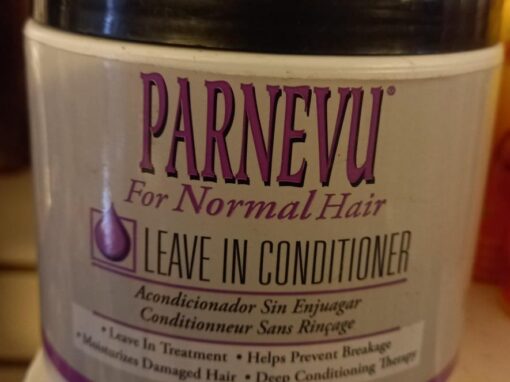 PARNEVU®
For Normal Hair
LEAVE IN CONDITIONER
Acondicionador Sin Enjuagar
Conditionneur Sans Rinçage
• Leave In Treatment • Helps Prevent Breakage
• Moisturizes Damaged Hair • Deep Conditioning Therapy